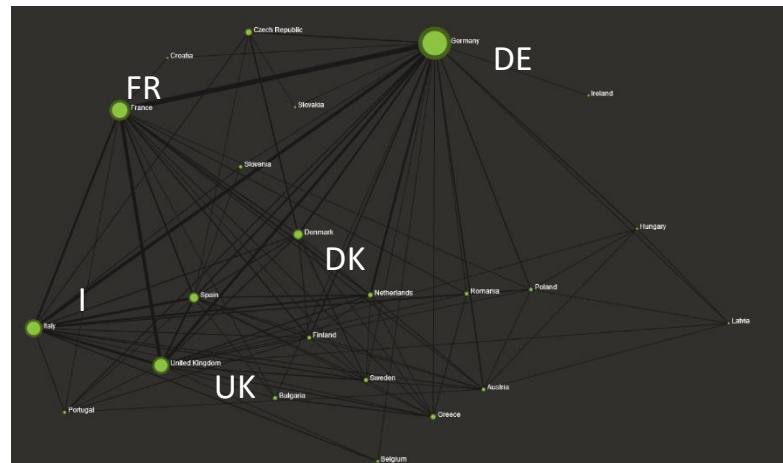 Czech Republic
Germany
Croatia
DE
FR
Ireland
France
Slovakia
Slovenia
Hungary
Denmark
DK
Poland
I
Spain
Netherlands
Romania
Latvia
Italy
Finland
United Kingdom
UK
Sweden
Austria
Bulgaria
Portugal
Greece
Belgium